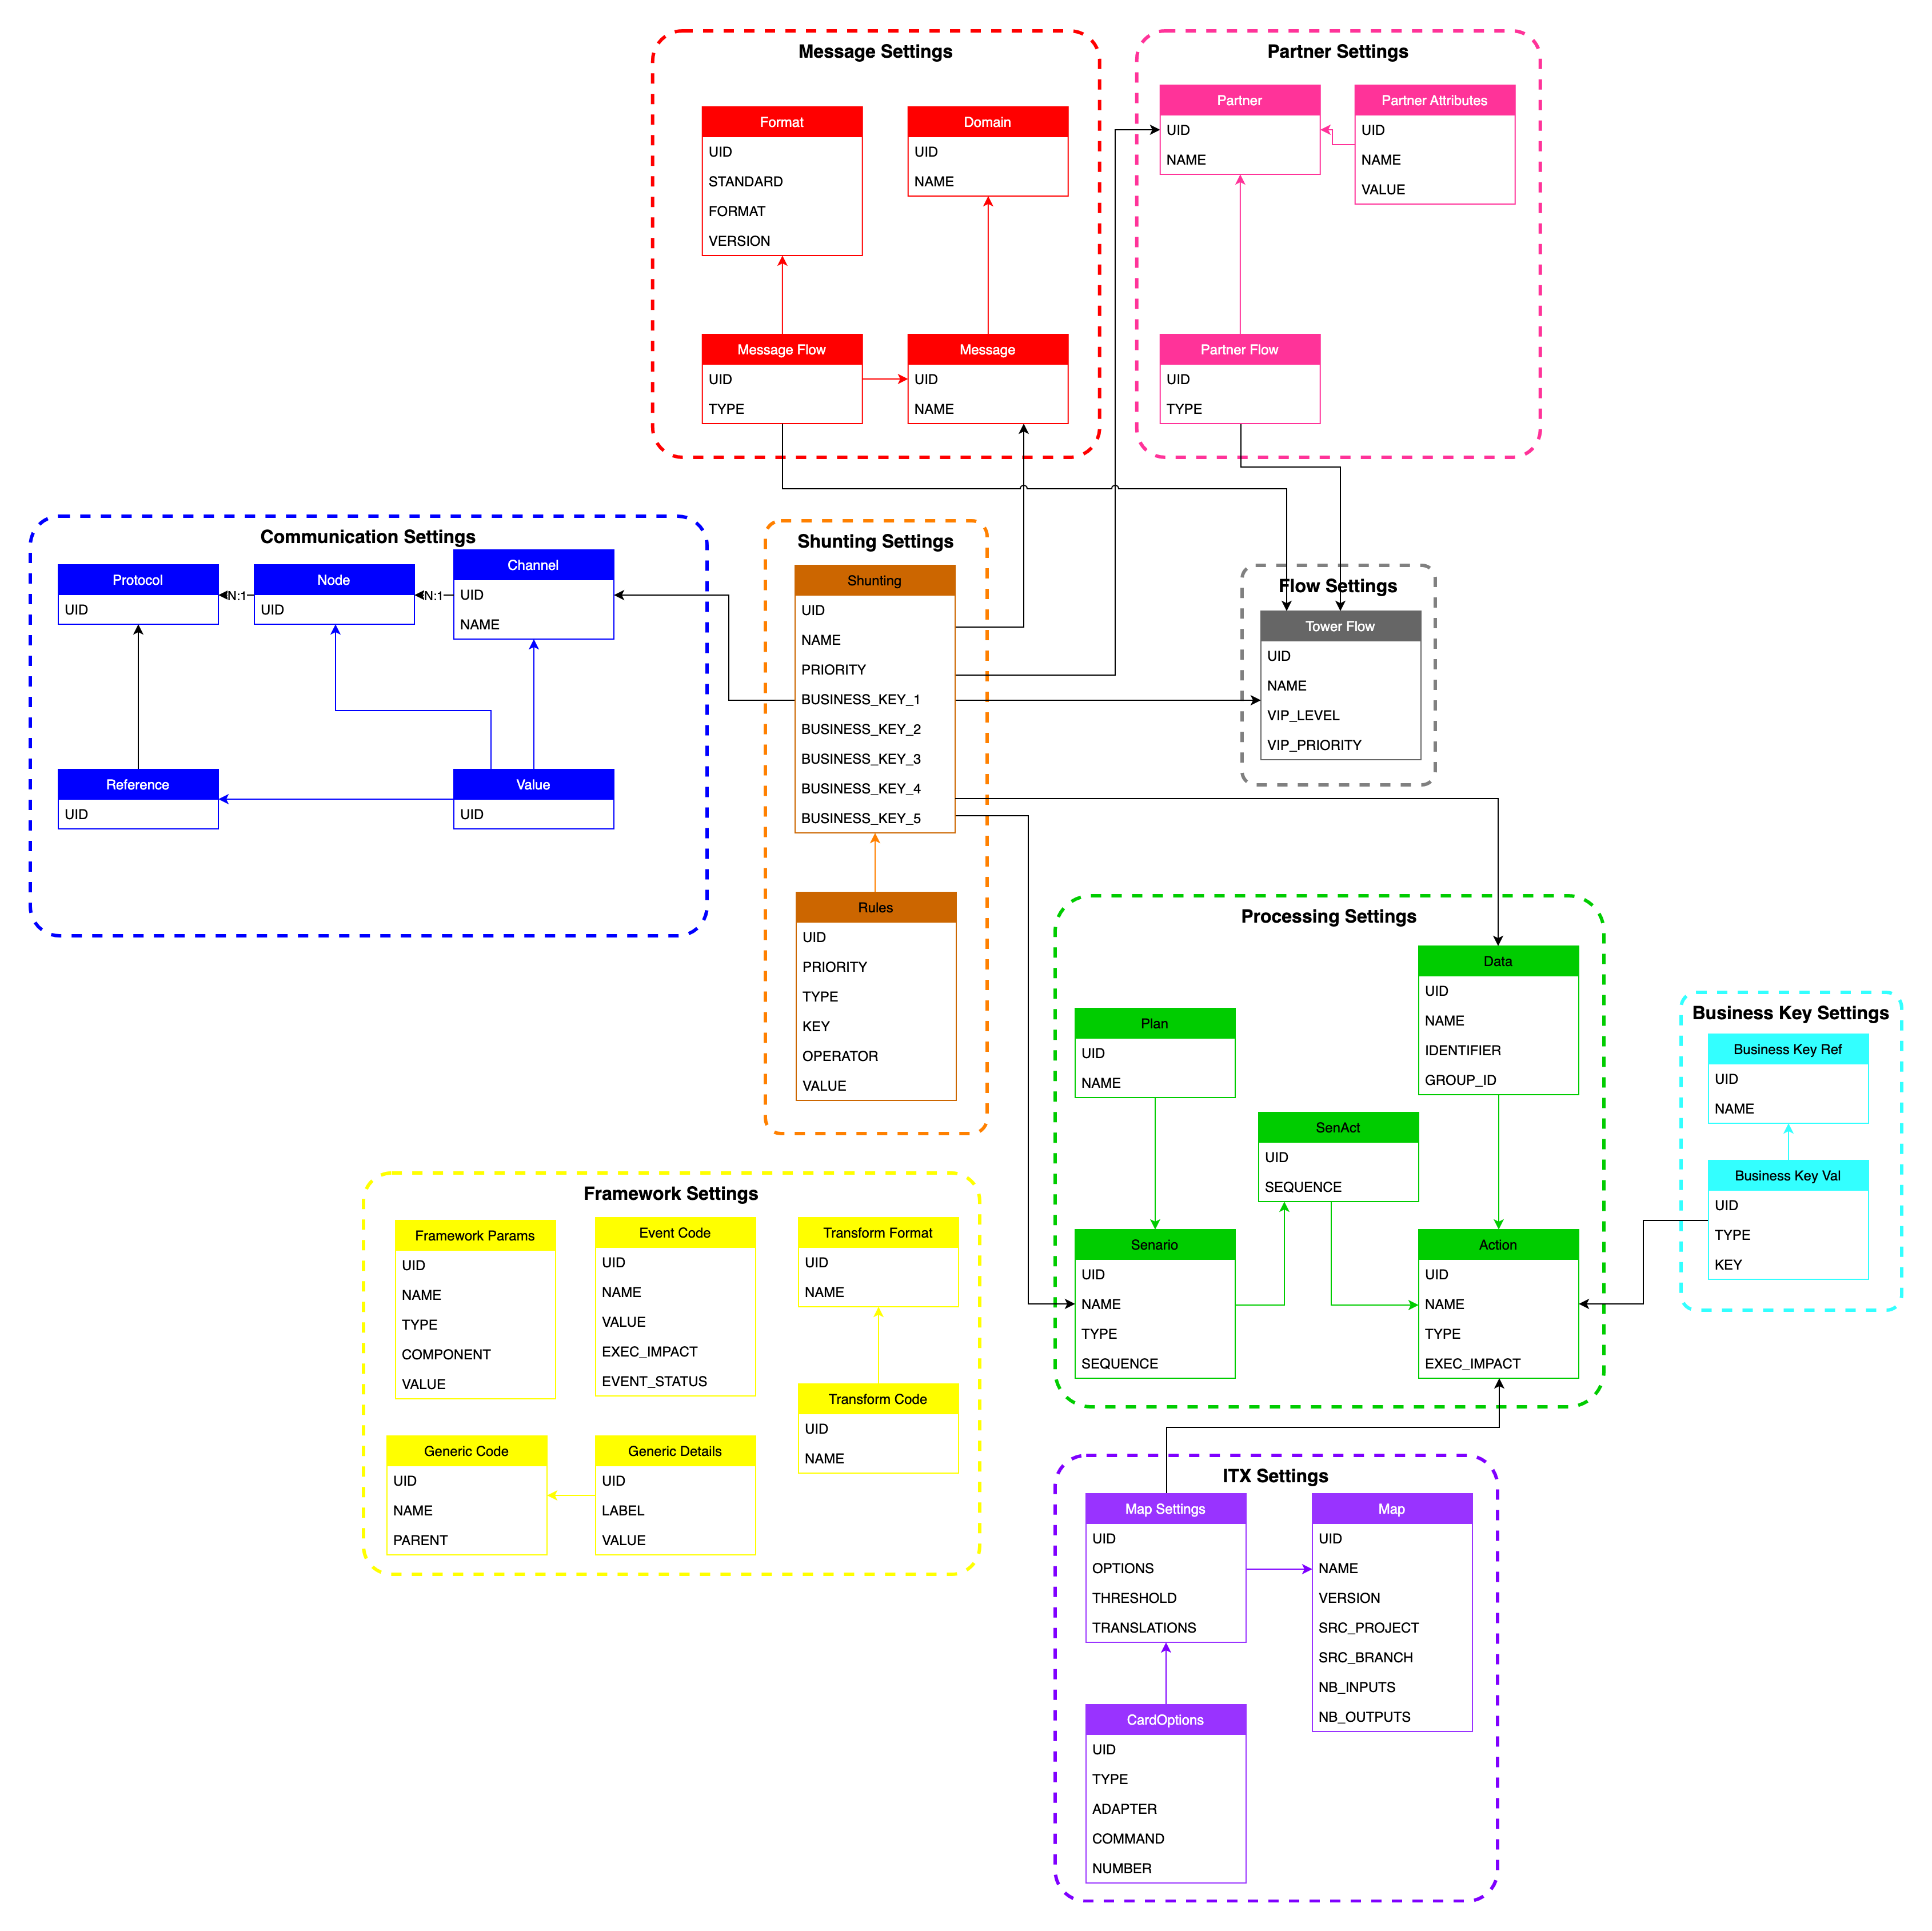 Message Settings
Format
UID
STANDARD
FORMAT
VERSION
Domain
UID
NAME
Message Flow
UID
TYPE
Message
UID
NAME
Partner Settings
Partner
UID
NAME
Partner Attributes
UID
NAME
VALUE
Partner Flow
UID
TYPE
Communication Settings
Protocol
UID
N:1
Node
UID
N:1
Channel
UID
NAME
Reference
UID
Value
UID
Shunting Settings
Shunting
UID
NAME
PRIORITY
BUSINESS_KEY_1
BUSINESS_KEY_2
BUSINESS_KEY_3
BUSINESS_KEY_4
BUSINESS_KEY_5
Rules
UID
PRIORITY
TYPE
KEY
OPERATOR
VALUE
Flow Settings
Tower Flow
UID
NAME
VIP_LEVEL
VIP_PRIORITY
Processing Settings
Data
UID
NAME
IDENTIFIER
GROUP_ID
Plan
UID
NAME
SenAct
UID
SEQUENCE
Senario
UID
NAME
TYPE
SEQUENCE
Action
UID
NAME
TYPE
EXEC_IMPACT
Business Key Settings
Business Key Ref
UID
NAME
Business Key Val
UID
TYPE
KEY
Framework Settings
Framework Params
UID
NAME
TYPE
COMPONENT
VALUE
Event Code
UID
NAME
VALUE
EXEC_IMPACT
EVENT_STATUS
Transform Format
UID
NAME
Transform Code
UID
NAME
Generic Code
UID
NAME
PARENT
Generic Details
UID
LABEL
VALUE
ITX Settings
Map Settings
UID
OPTIONS
THRESHOLD
TRANSLATIONS
Map
UID
NAME
VERSION
SRC_PROJECT
SRC_BRANCH
NB_INPUTS
NB_OUTPUTS
CardOptions
UID
TYPE
ADAPTER
COMMAND
NUMBER